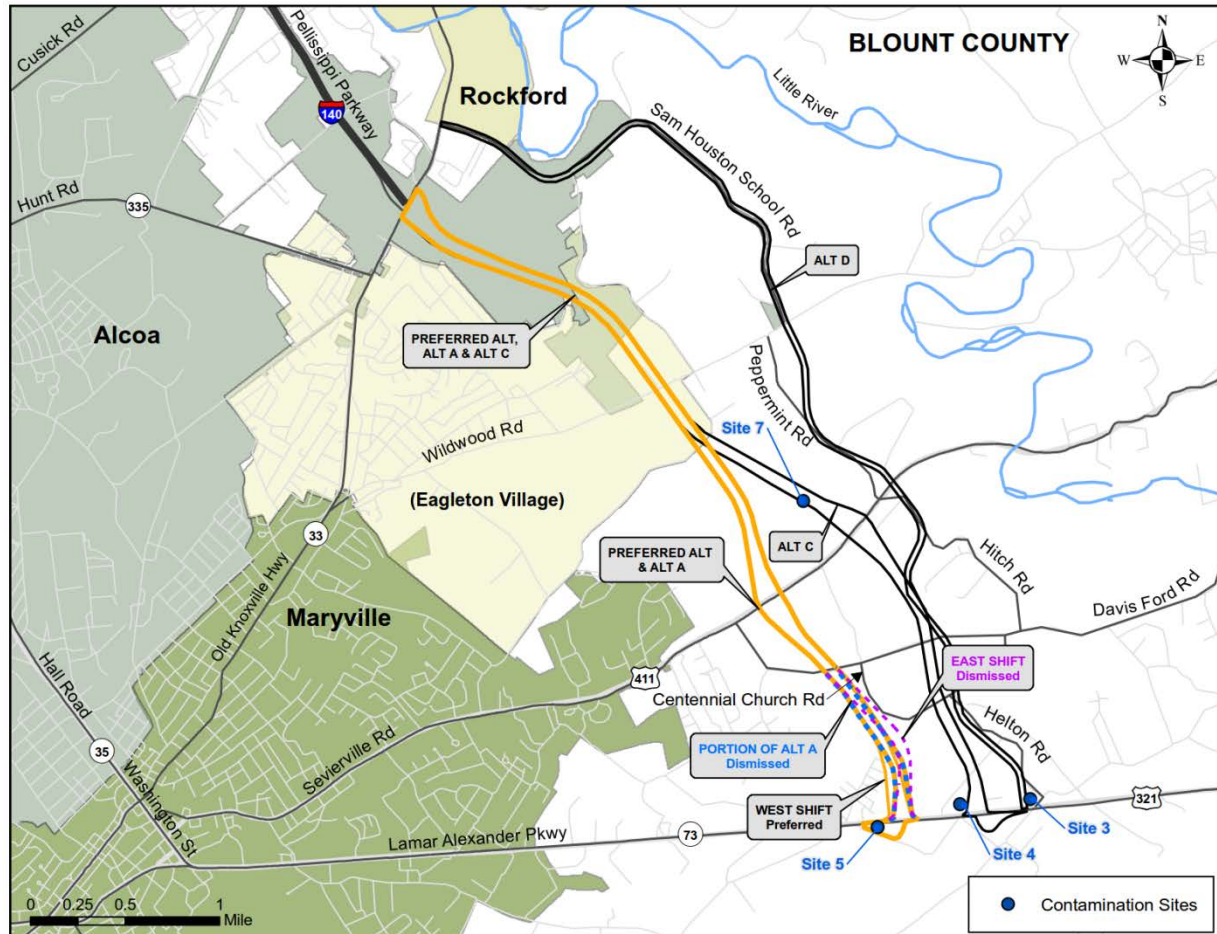 BLOUNT COUNTY
N
W
E
S
Cusick Rd
Pellissippi Parkway
140
Rockford
Little River
Sam Houston School Rd
Hunt Rd
335
ALT D
Alcoa
PREFERRED ALT,
ALT A & ALT C
Peppermint Rd
Wildwood Rd
Site 7
(Eagleton Village)
33
ALT C
PREFERRED ALT
& ALT A
Hitch Rd
Old Knoxville Hwy
Maryville
Davis Ford Rd
Hall Road
411
EAST SHIFT
Dismissed
Centennial Church Rd
Helton Rd
PORTION OF ALT A
Dismissed
35
Sevierville Rd
Washington St
WEST SHIFT
Preferred
321
Lamar Alexander Pkwy
73
Site 3
Site 4
Site 5
0 0.25 0.5 1
Mile
Contamination Sites